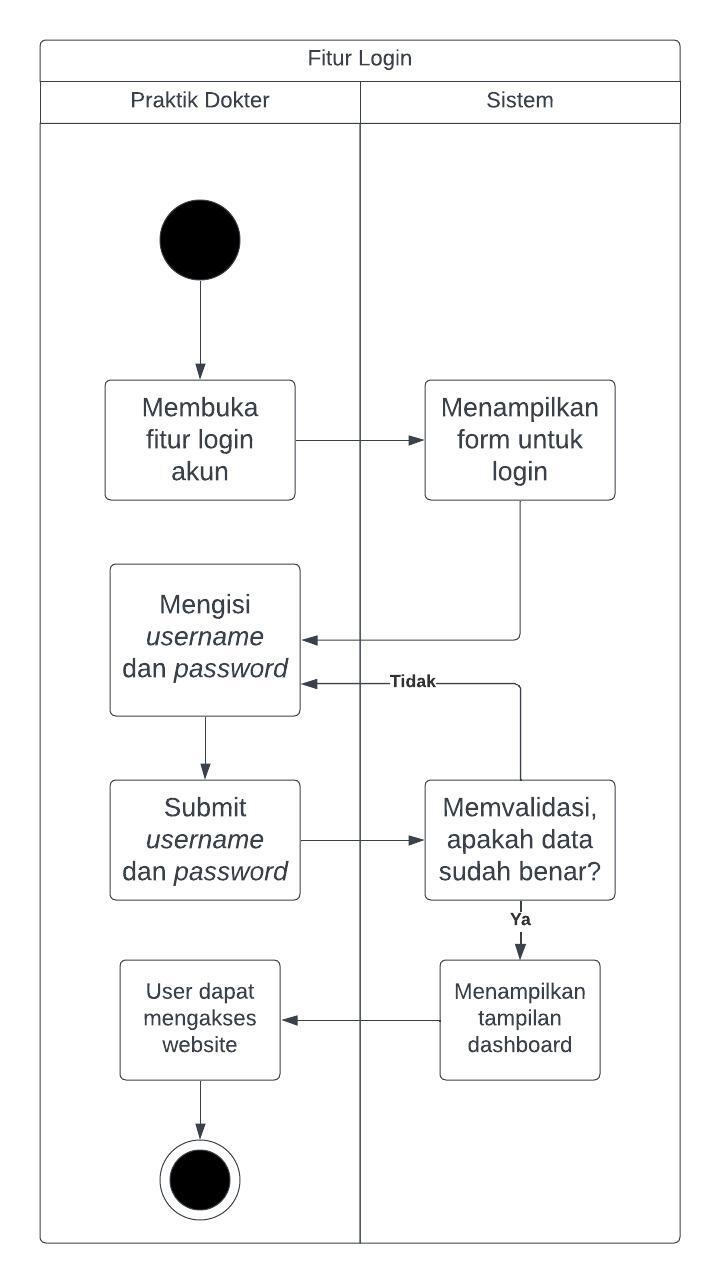 Fitur Login
Praktik Dokter
Sistem
Membuka
fitur login
akun
Menampilkan
form untuk
login
Mengisi
username
dan password
Tidak
Submit
username
dan password
Memvalidasi,
apakah data
sudah benar?
Ya
Menampilkan
tampilan
dashboard
User dapat
mengakses
website